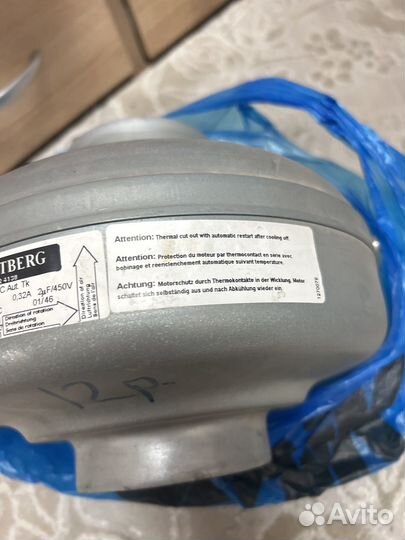 TBERG
C Aut. TK
0,32A 2µF/450V
01/46
Direction of rotation
Drehrichtung
Sens de rotation
Direction of air
Luftrichtung
Sens de l'air
Attention: Thermal cut out with automatic restart after cooling off.
Attention: Protection du moteur par thermocontact en serie avec
bobinage et reenclenchement automatique suivant temperature.
Achtung: Motorschutz durch Thermokontakte in der Wicklung. Motor
schaltet sich selbständig aus und nach Abkühlung wieder ein.
12p.
Avito